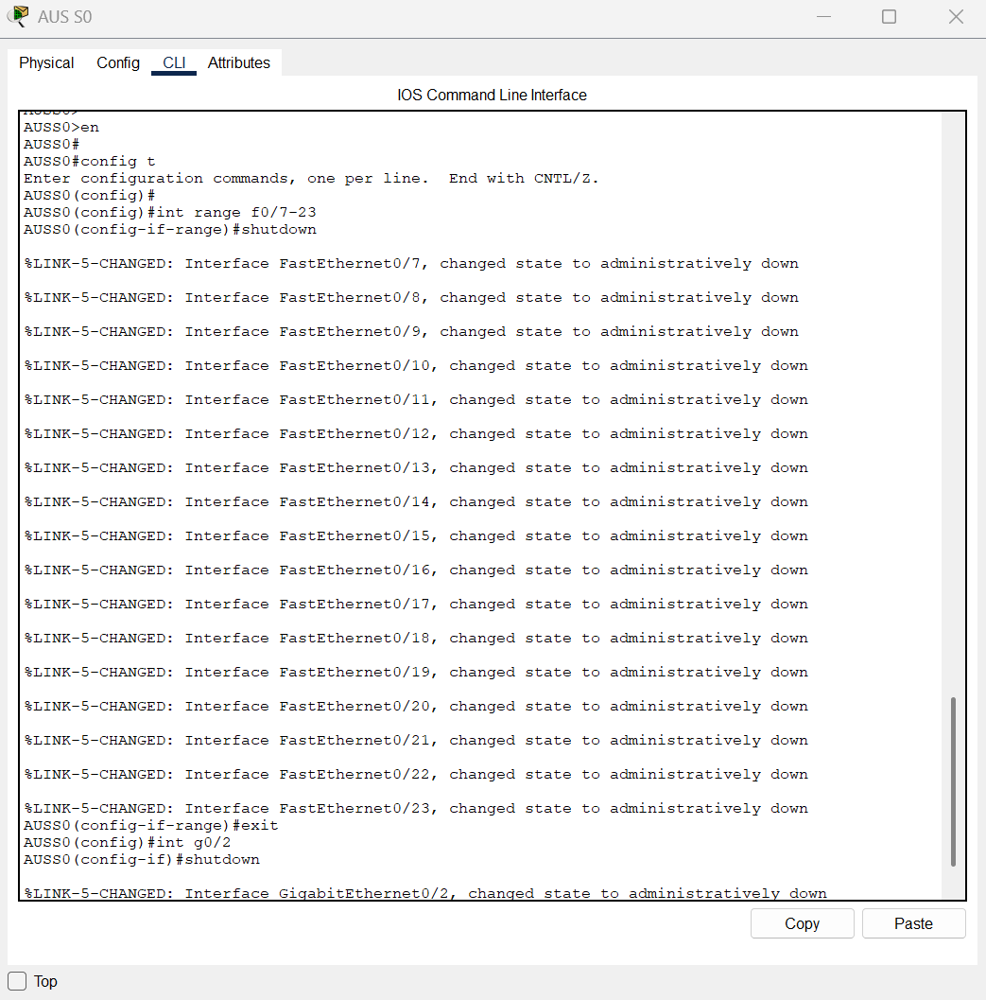 AUS S0
Physical Config CLI Attributes
IOS Command Line Interface
AUSS0>
AUSS0>en
AUSS0#
AUSS0#config t
Enter configuration commands, one per line.  End with CNTL/Z.
AUSS0(config)#
AUSS0(config)#int range f0/7-23
AUSS0(config-if-range)#shutdown
%LINK-5-CHANGED: Interface FastEthernet0/7, changed state to administratively down
%LINK-5-CHANGED: Interface FastEthernet0/8, changed state to administratively down
%LINK-5-CHANGED: Interface FastEthernet0/9, changed state to administratively down
%LINK-5-CHANGED: Interface FastEthernet0/10, changed state to administratively down
%LINK-5-CHANGED: Interface FastEthernet0/11, changed state to administratively down
%LINK-5-CHANGED: Interface FastEthernet0/12, changed state to administratively down
%LINK-5-CHANGED: Interface FastEthernet0/13, changed state to administratively down
%LINK-5-CHANGED: Interface FastEthernet0/14, changed state to administratively down
%LINK-5-CHANGED: Interface FastEthernet0/15, changed state to administratively down
%LINK-5-CHANGED: Interface FastEthernet0/16, changed state to administratively down
%LINK-5-CHANGED: Interface FastEthernet0/17, changed state to administratively down
%LINK-5-CHANGED: Interface FastEthernet0/18, changed state to administratively down
%LINK-5-CHANGED: Interface FastEthernet0/19, changed state to administratively down
%LINK-5-CHANGED: Interface FastEthernet0/20, changed state to administratively down
%LINK-5-CHANGED: Interface FastEthernet0/21, changed state to administratively down
%LINK-5-CHANGED: Interface FastEthernet0/22, changed state to administratively down
%LINK-5-CHANGED: Interface FastEthernet0/23, changed state to administratively down
AUSS0(config-if-range)#exit
AUSS0(config)#int g0/2
AUSS0(config-if)#shutdown
%LINK-5-CHANGED: Interface GigabitEthernet0/2, changed state to administratively down
Copy Paste
Top